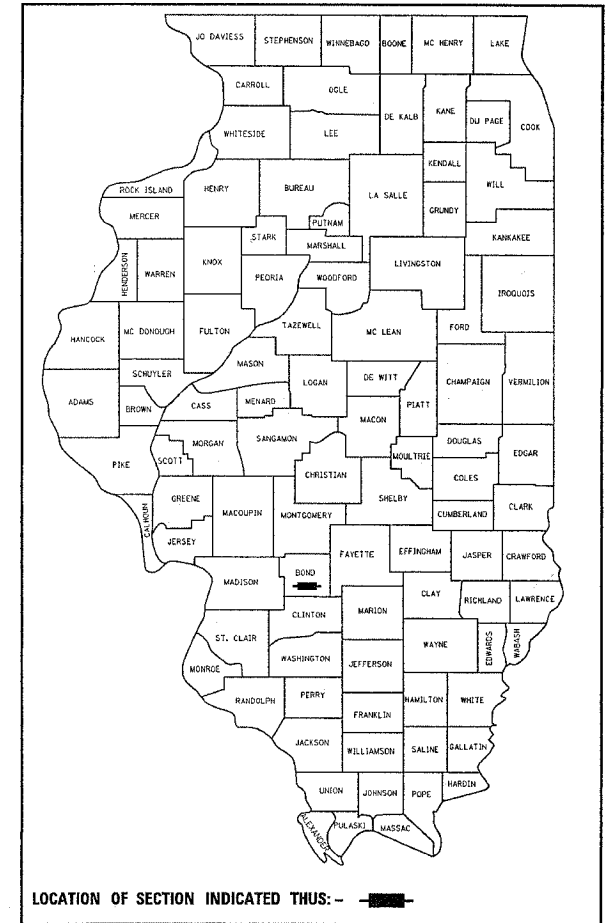 JO DAVIESS STEPHENSON WINNEBAGO BOONE MC HENRY LAKE
CARROLL OGLE DE KALB KANE DU PAGE COOK
WHITESIDE LEE
KENDALL WILL
ROCK ISLAND HENRY BUREAU LA SALLE GRUNDY
MERCER PUTNAM
STARK MARSHALL KANKAKEE
HENDERSON WARREN KNOX PEORIA WOODFORD LIVINGSTON IROQUOIS
HANCOCK MC DONOUGH FULTON TAZEWELL MC LEAN FORD
SCHUYLER MASON
ADAMS BROWN CASS MENARD LOGAN DE WITT PIATT CHAMPAIGN VERMILION
MACON
PIKE SCOTT MORGAN SANGAMON CHRISTIAN MOULTRIE DOUGLAS EDGAR
COLES
GREENE MACOUPIN MONTGOMERY SHELBY CUMBERLAND CLARK
CALHOUN JERSEY
FAYETTE EFFINGHAM JASPER CRAWFORD
MADISON BOND
CLINTON MARION CLAY RICHLAND LAWRENCE
ST. CLAIR WAYNE EDWARDS WABASH
MONROE WASHINGTON JEFFERSON
RANDOLPH PERRY HAMILTON WHITE
FRANKLIN
JACKSON WILLIAMSON SALINE GALLATIN
UNION JOHNSON POPE HARDIN
ALEXANDER PULASKI MASSAC
LOCATION OF SECTION INDICATED THUS: -